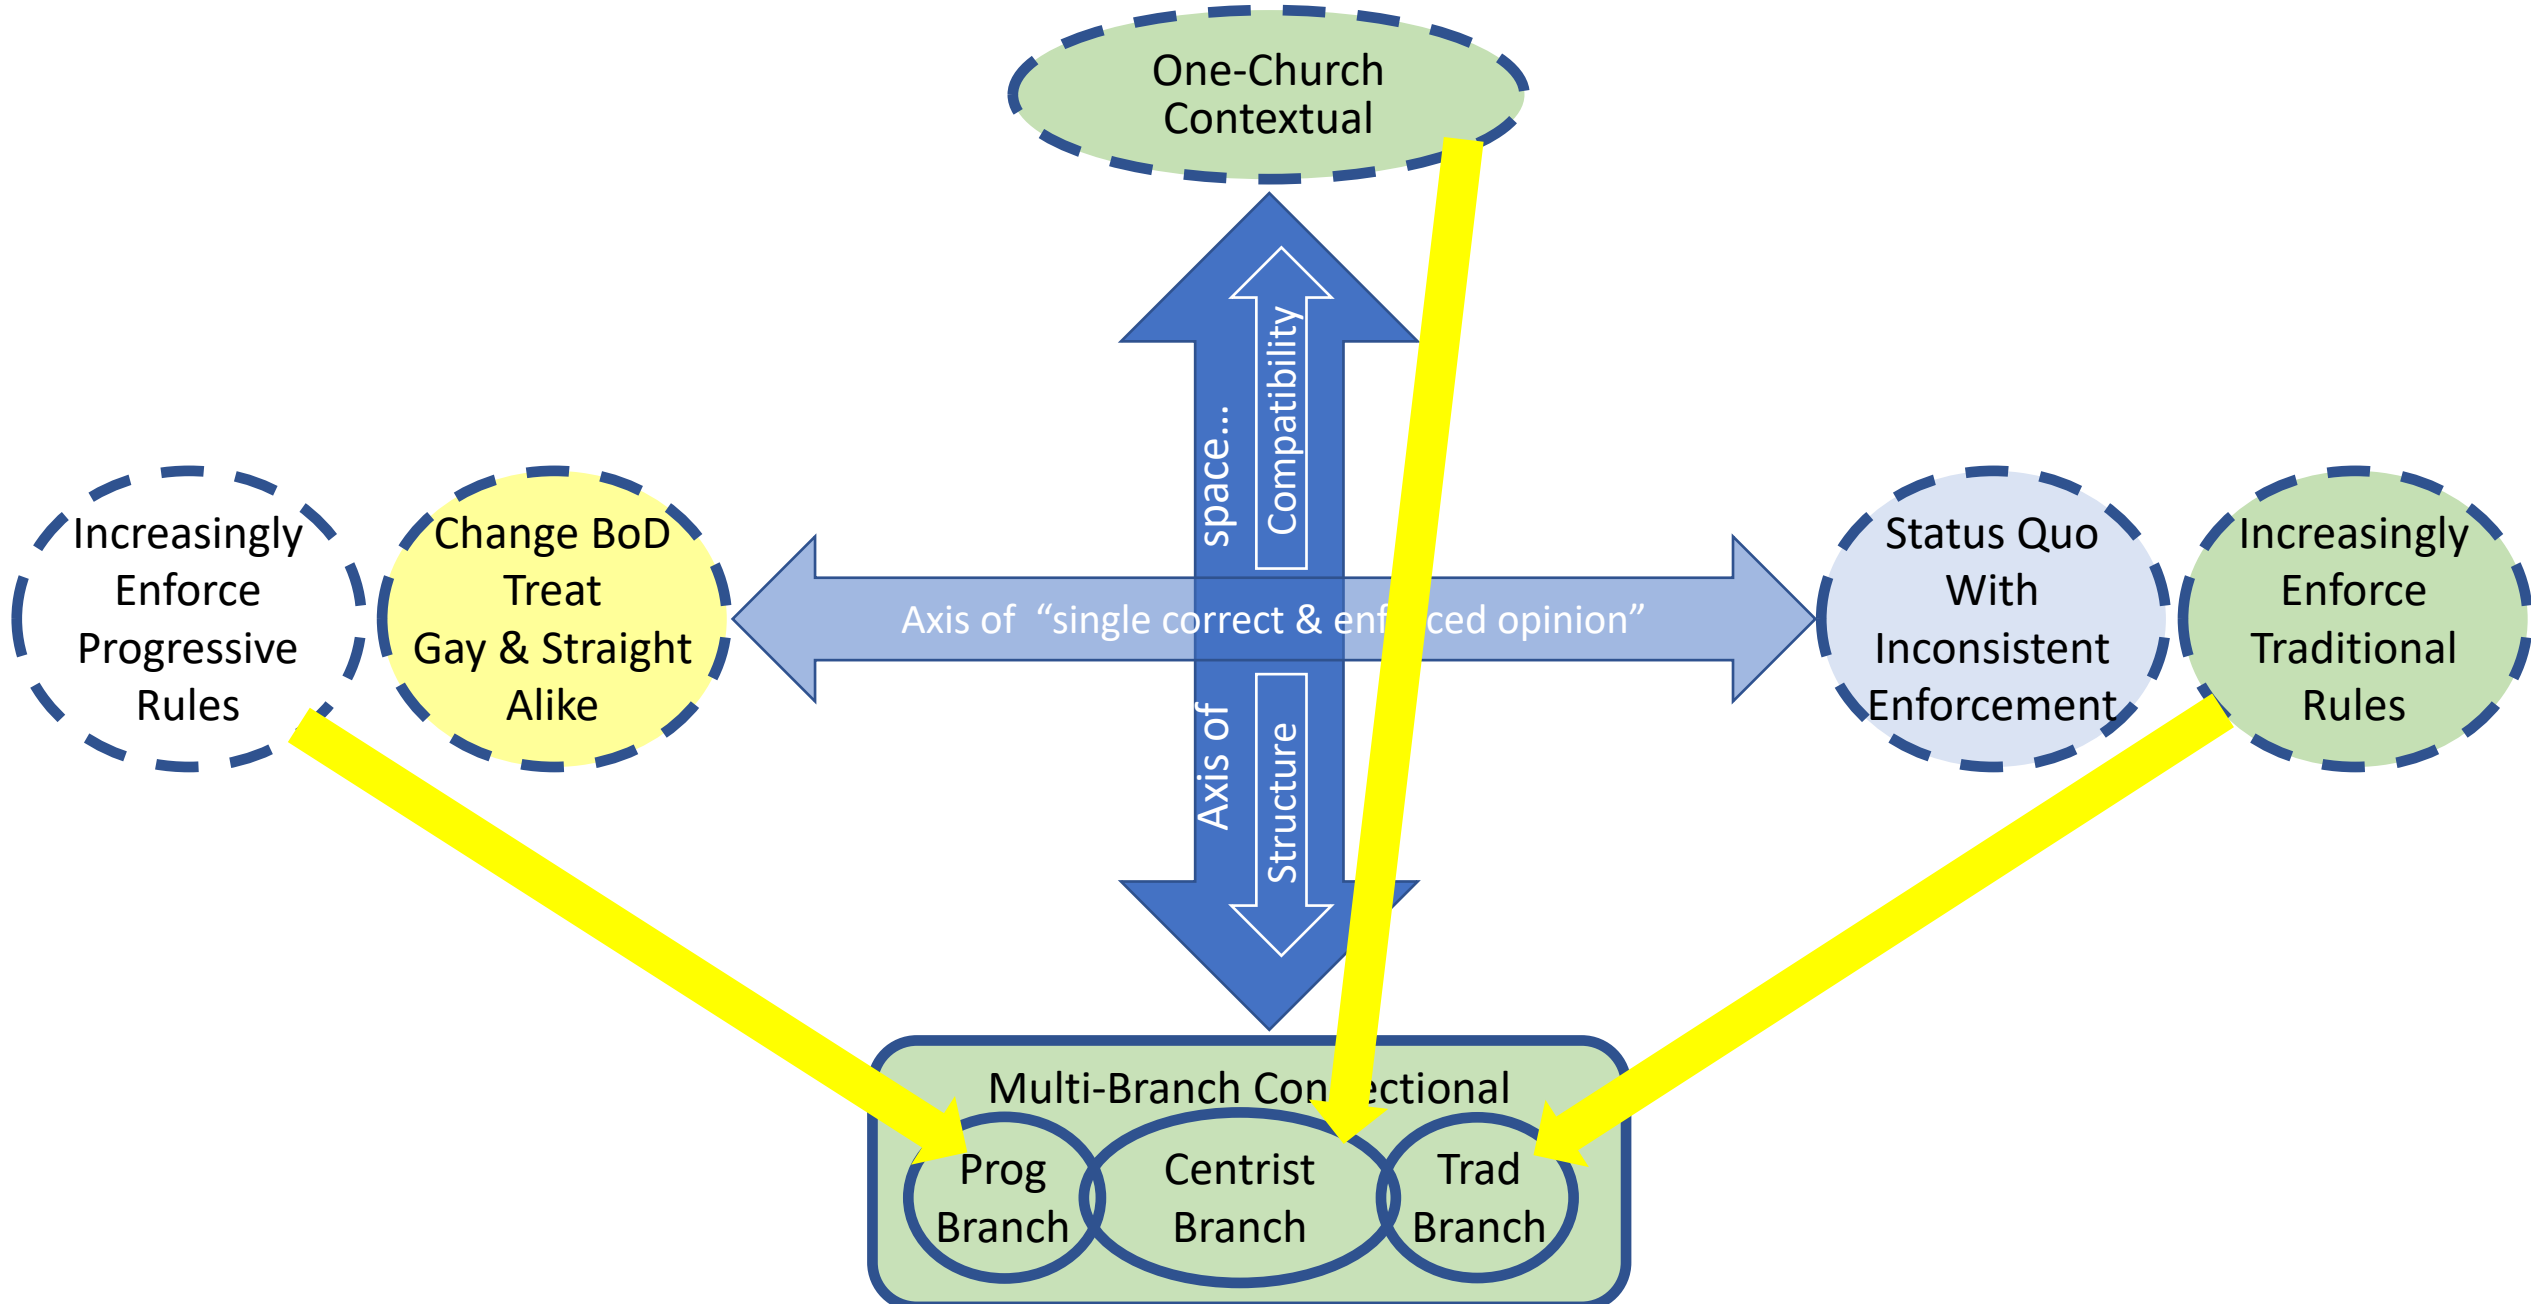 One-Church
Contextual
Compatibility
space...
Increasingly
Enforce
Progressive
Rules
Change BoD
Treat
Gay & Straight
Alike
Axis of “single correct & enf ced opinion”
Status Quo
With
Inconsistent
Enforcement
Increasingly
Enforce
Traditional
Rules
Axis of
Structure
Multi-Branch Con ectional
Prog
Branch
Centrist
Branch
Trad
Branch